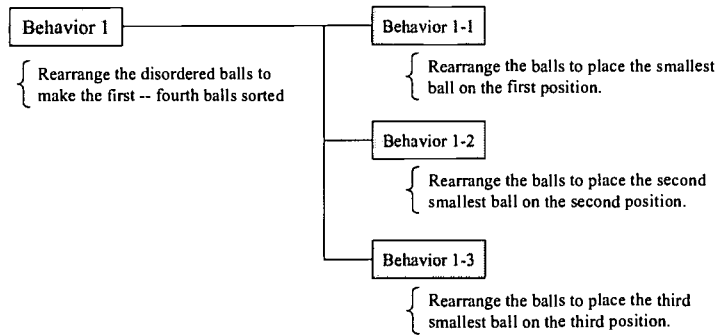 Behavior 1
Rearrange the disordered balls to
make the first -- fourth balls sorted
Behavior 1-1
Rearrange the balls to place the smallest
ball on the first position.
Behavior 1-2
Rearrange the balls to place the second
smallest ball on the second position.
Behavior 1-3
Rearrange the balls to place the third
smallest ball on the third position.